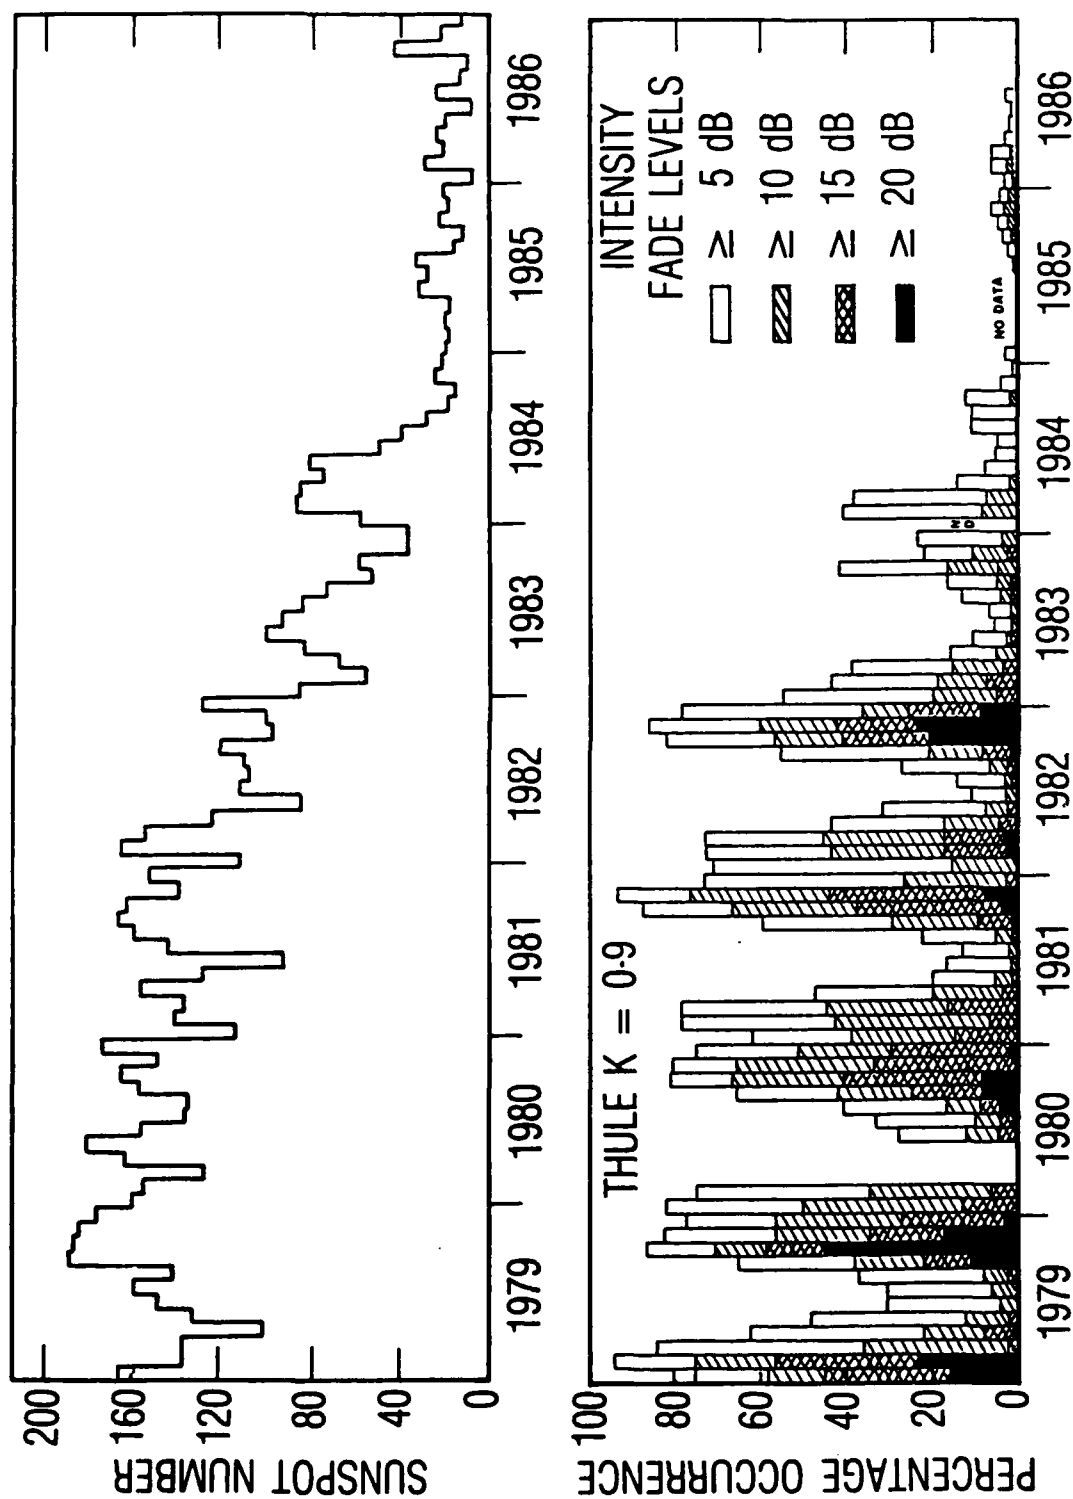 SUNSPOT NUMBER
200
160
120
80
40
0
1979
1980
1981
1982
1983
1984
1985
1986
PERCENTAGE OCCURRENCE
100
80
60
40
20
0
THULE K = 0-9
INTENSITY
FADE LEVELS
≥ 5 dB
≥ 10 dB
≥ 15 dB
≥ 20 dB
ND
NO DATA
1979
1980
1981
1982
1983
1984
1985
1986